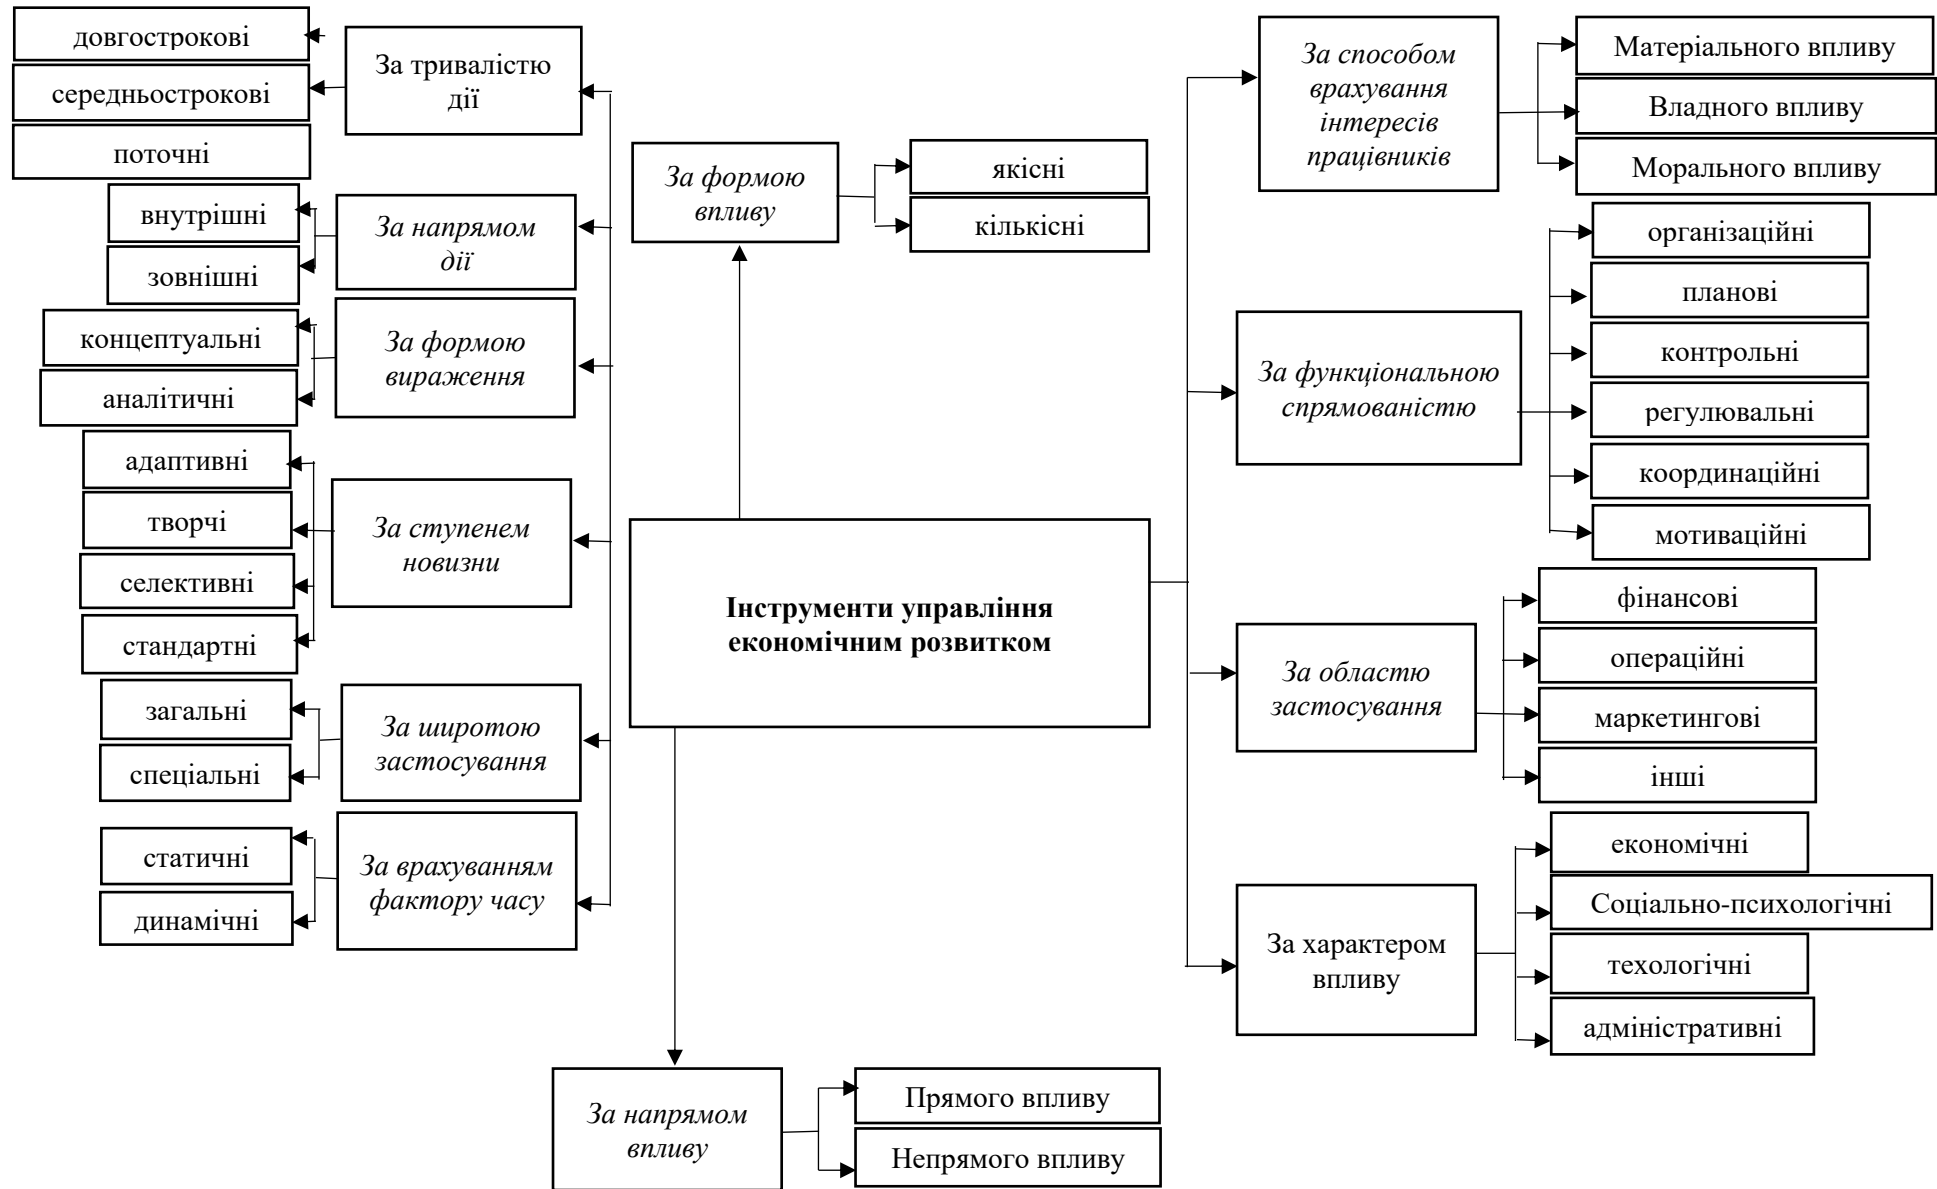 довгострокові
середньострокові
поточні
За тривалістю
дії
внутрішні
зовнішні
За напрямом
дії
концептуальні
аналітичні
За формою
вираження
адаптивні
творчі
селективні
стандартні
За ступенем
новизни
загальні
спеціальні
За широтою
застосування
статичні
динамічні
За врахуванням
фактору часу
За формою
впливу
якісні
кількісні
Інструменти управління
економічним розвитком
За напрямом
впливу
Прямого впливу
Непрямого впливу
За способом
врахування
інтересів
працівників
Матеріального впливу
Владного впливу
Морального впливу
За функціональною
спрямованістю
організаційні
планові
контрольні
регулювальні
координаційні
мотиваційні
За областю
застосування
фінансові
операційні
маркетингові
інші
За характером
впливу
економічні
Соціально-психологічні
техологічні
адміністративні